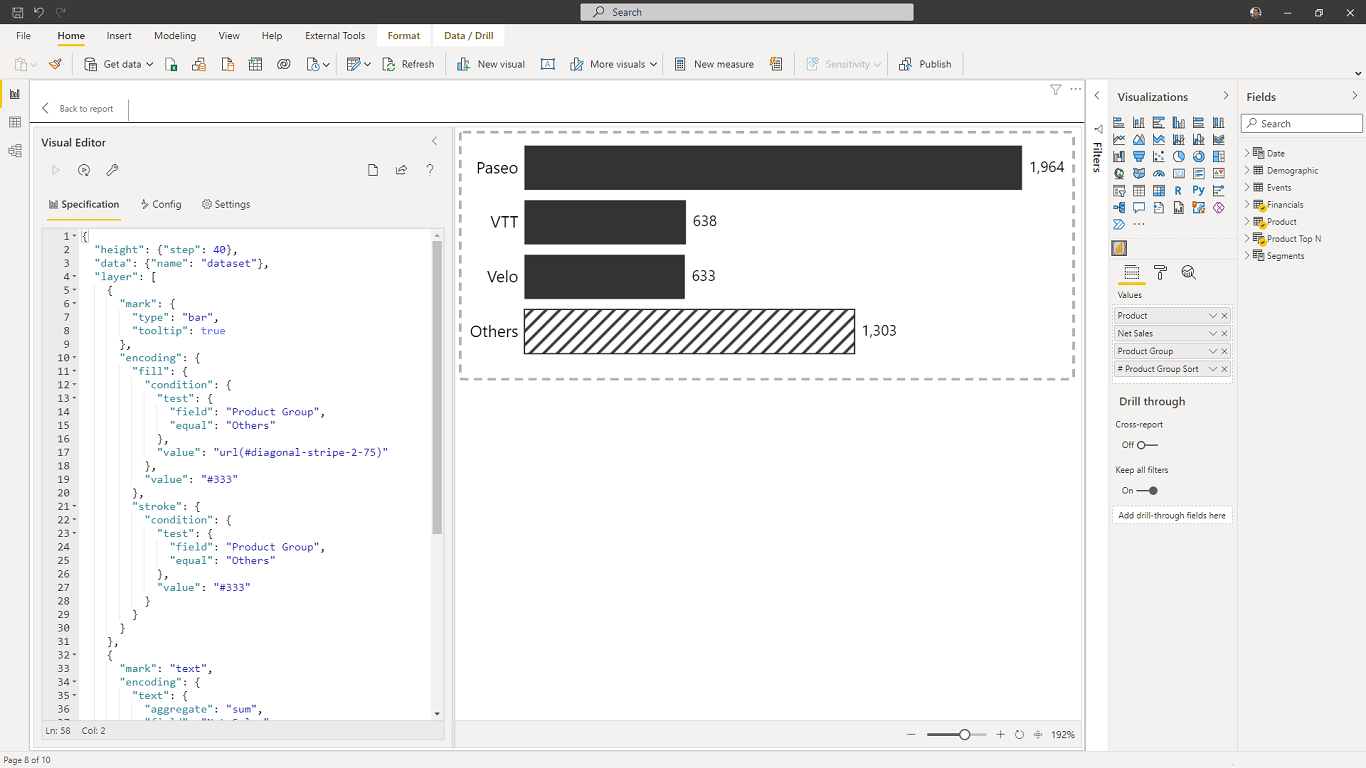 Search
File Home Insert Modeling View Help External Tools Format Data / Drill
Get data Refresh New visual More visuals New measure Sensitivity Publish
Back to report
Visual Editor
Specification Config Settings
1 {
2 "height": {"step": 40},
3 "data": {"name": "dataset"},
4 "layer": [
5 {
6 "mark": {
7 "type": "bar",
8 "tooltip": true
9 },
10 "encoding": {
11 "fill": {
12 "condition": {
13 "test": {
14 "field": "Product Group",
15 "equal": "Others"
16 },
17 "value": "url(#diagonal-stripe-2-75)"
18 },
19 "value": "#333"
20 },
21 "stroke": {
22 "condition": {
23 "test": {
24 "field": "Product Group",
25 "equal": "Others"
26 },
27 "value": "#333"
28 }
29 }
30 }
31 },
32 {
33 "mark": "text",
34 "encoding": {
35 "text": {
36 "aggregate": "sum",
Ln: 58 Col: 2
Paseo 1,964
VTT 638
Velo 633
Others 1,303
192%
Filters
Visualizations
R Py
Values
Product
Net Sales
Product Group
# Product Group Sort
Drill through
Cross-report
Off
Keep all filters
On
Add drill-through fields here
Fields
Search
Date
Demographic
Events
Financials
Product
Product Top N
Segments
Page 8 of 10